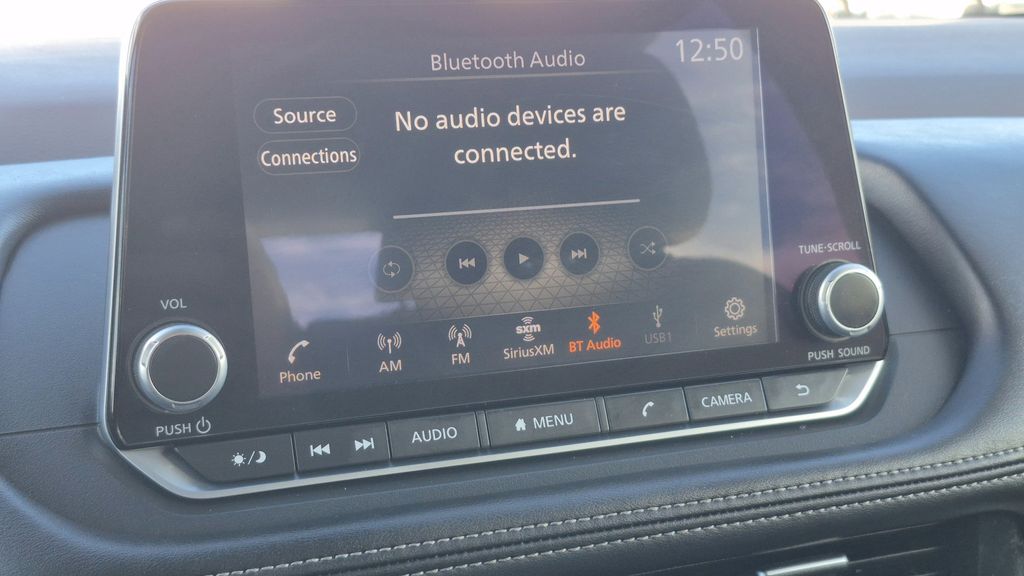 Bluetooth Audio
12:50
Source
Connections
No audio devices are
connected.
TUNE·SCROLL
VOL
Phone
AM
FM
sxm
SiriusXM
BT Audio
USB1
Settings
PUSH SOUND
PUSH
AUDIO
MENU
CAMERA